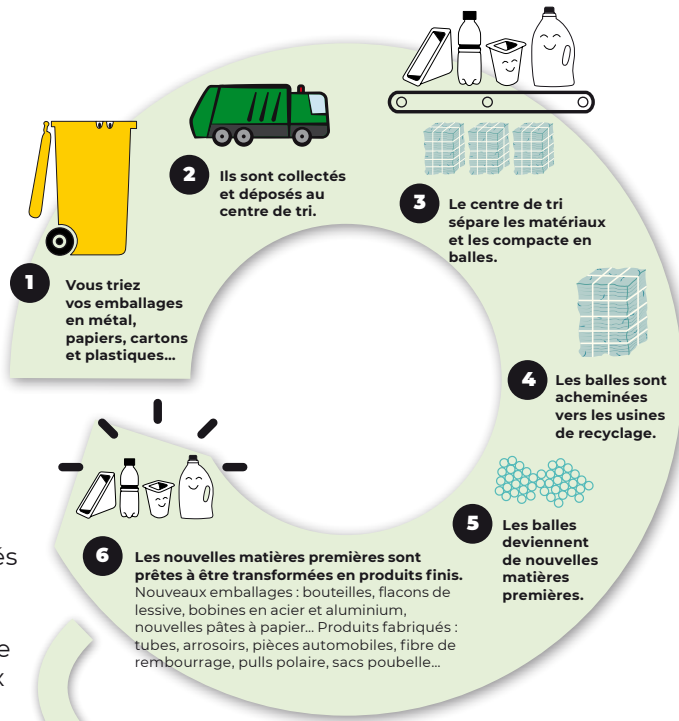 1
Vous triez
vos emballages
en métal,
papiers, cartons
et plastiques...
2
Ils sont collectés
et déposés au
centre de tri.
3
Le centre de tri
sépare les matériaux
et les compacte en
balles.
4
Les balles sont
acheminées
vers les usines
de recyclage.
5
Les balles
deviennent
de nouvelles
matières
premières.
6
Les nouvelles matières premières sont
prêtes à être transformées en produits finis.
Nouveaux emballages : bouteilles, flacons de
lessive, bobines en acier et aluminium,
nouvelles pâtes à papier... Produits fabriqués :
tubes, arrosoirs, pièces automobiles, fibre de
rembourrage, pulls polaire, sacs poubelle...
és
e
x